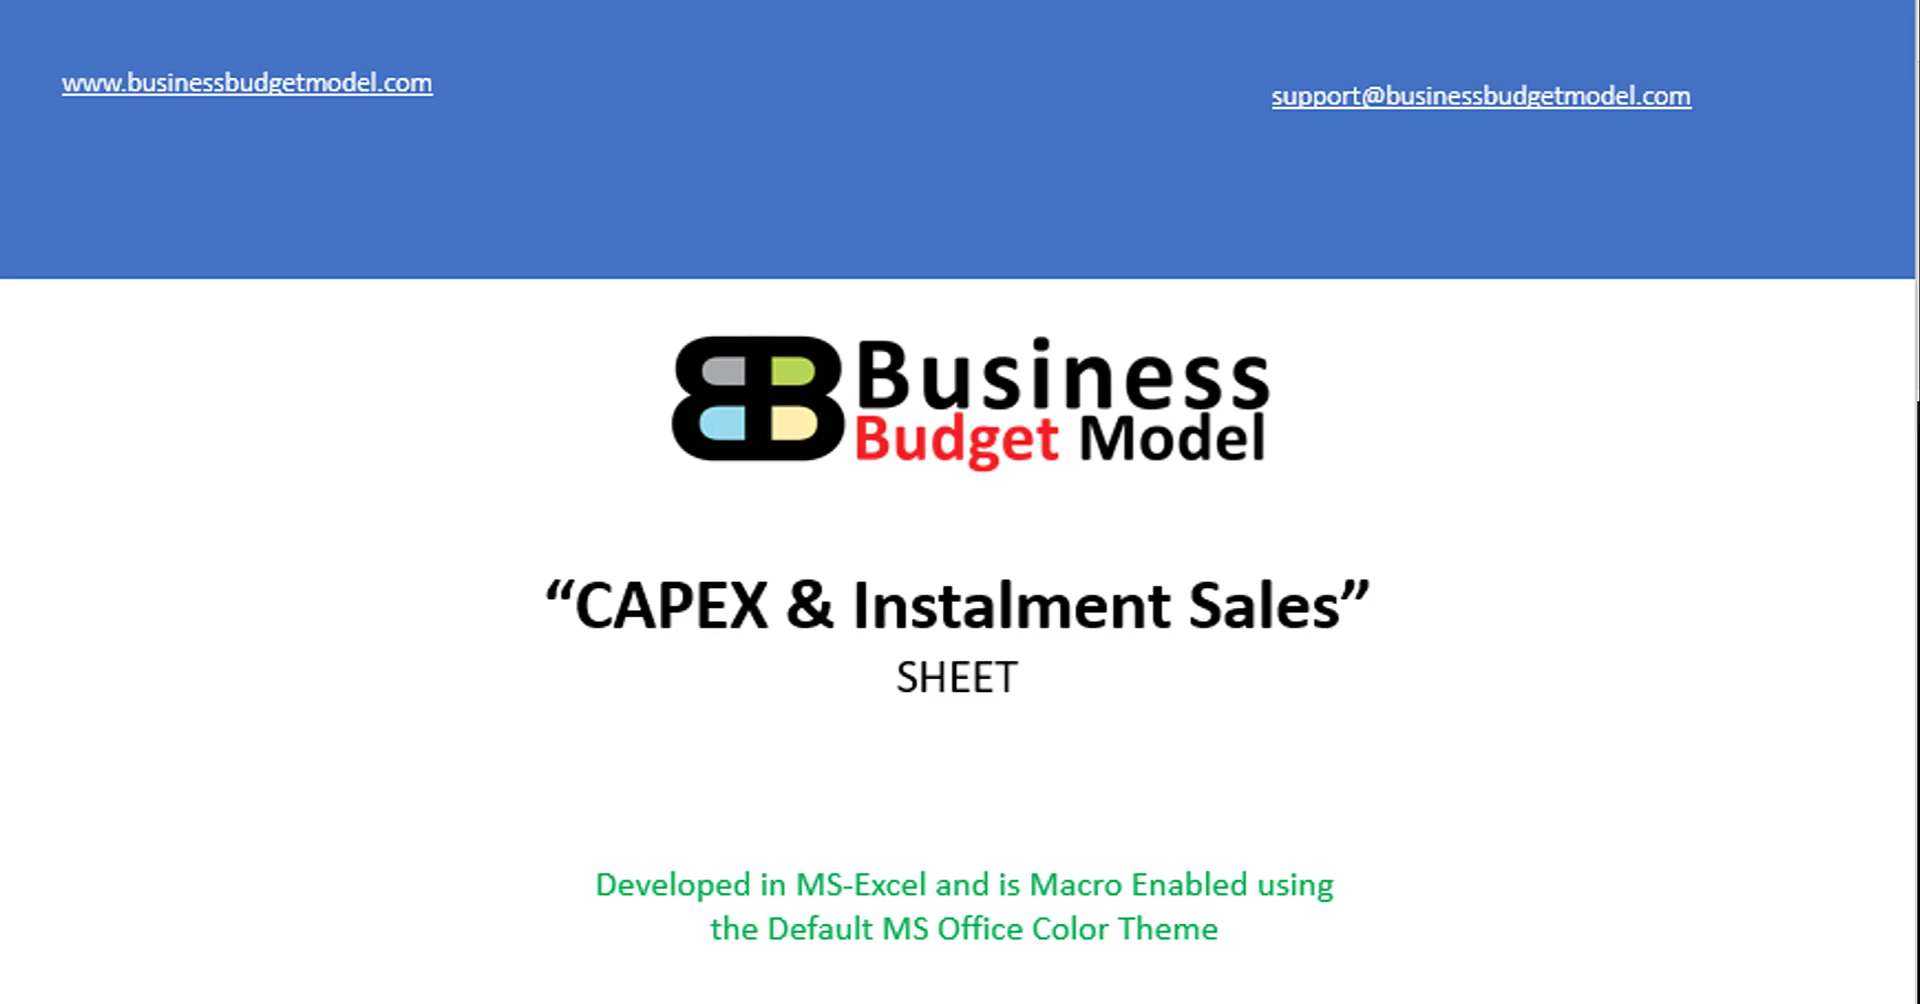 www.businessbudgetmodel.com
support@businessbudgetmodel.com
Business
Budget Model
“CAPEX & Instalment Sales”
SHEET
Developed in MS-Excel and is Macro Enabled using
the Default MS Office Color Theme